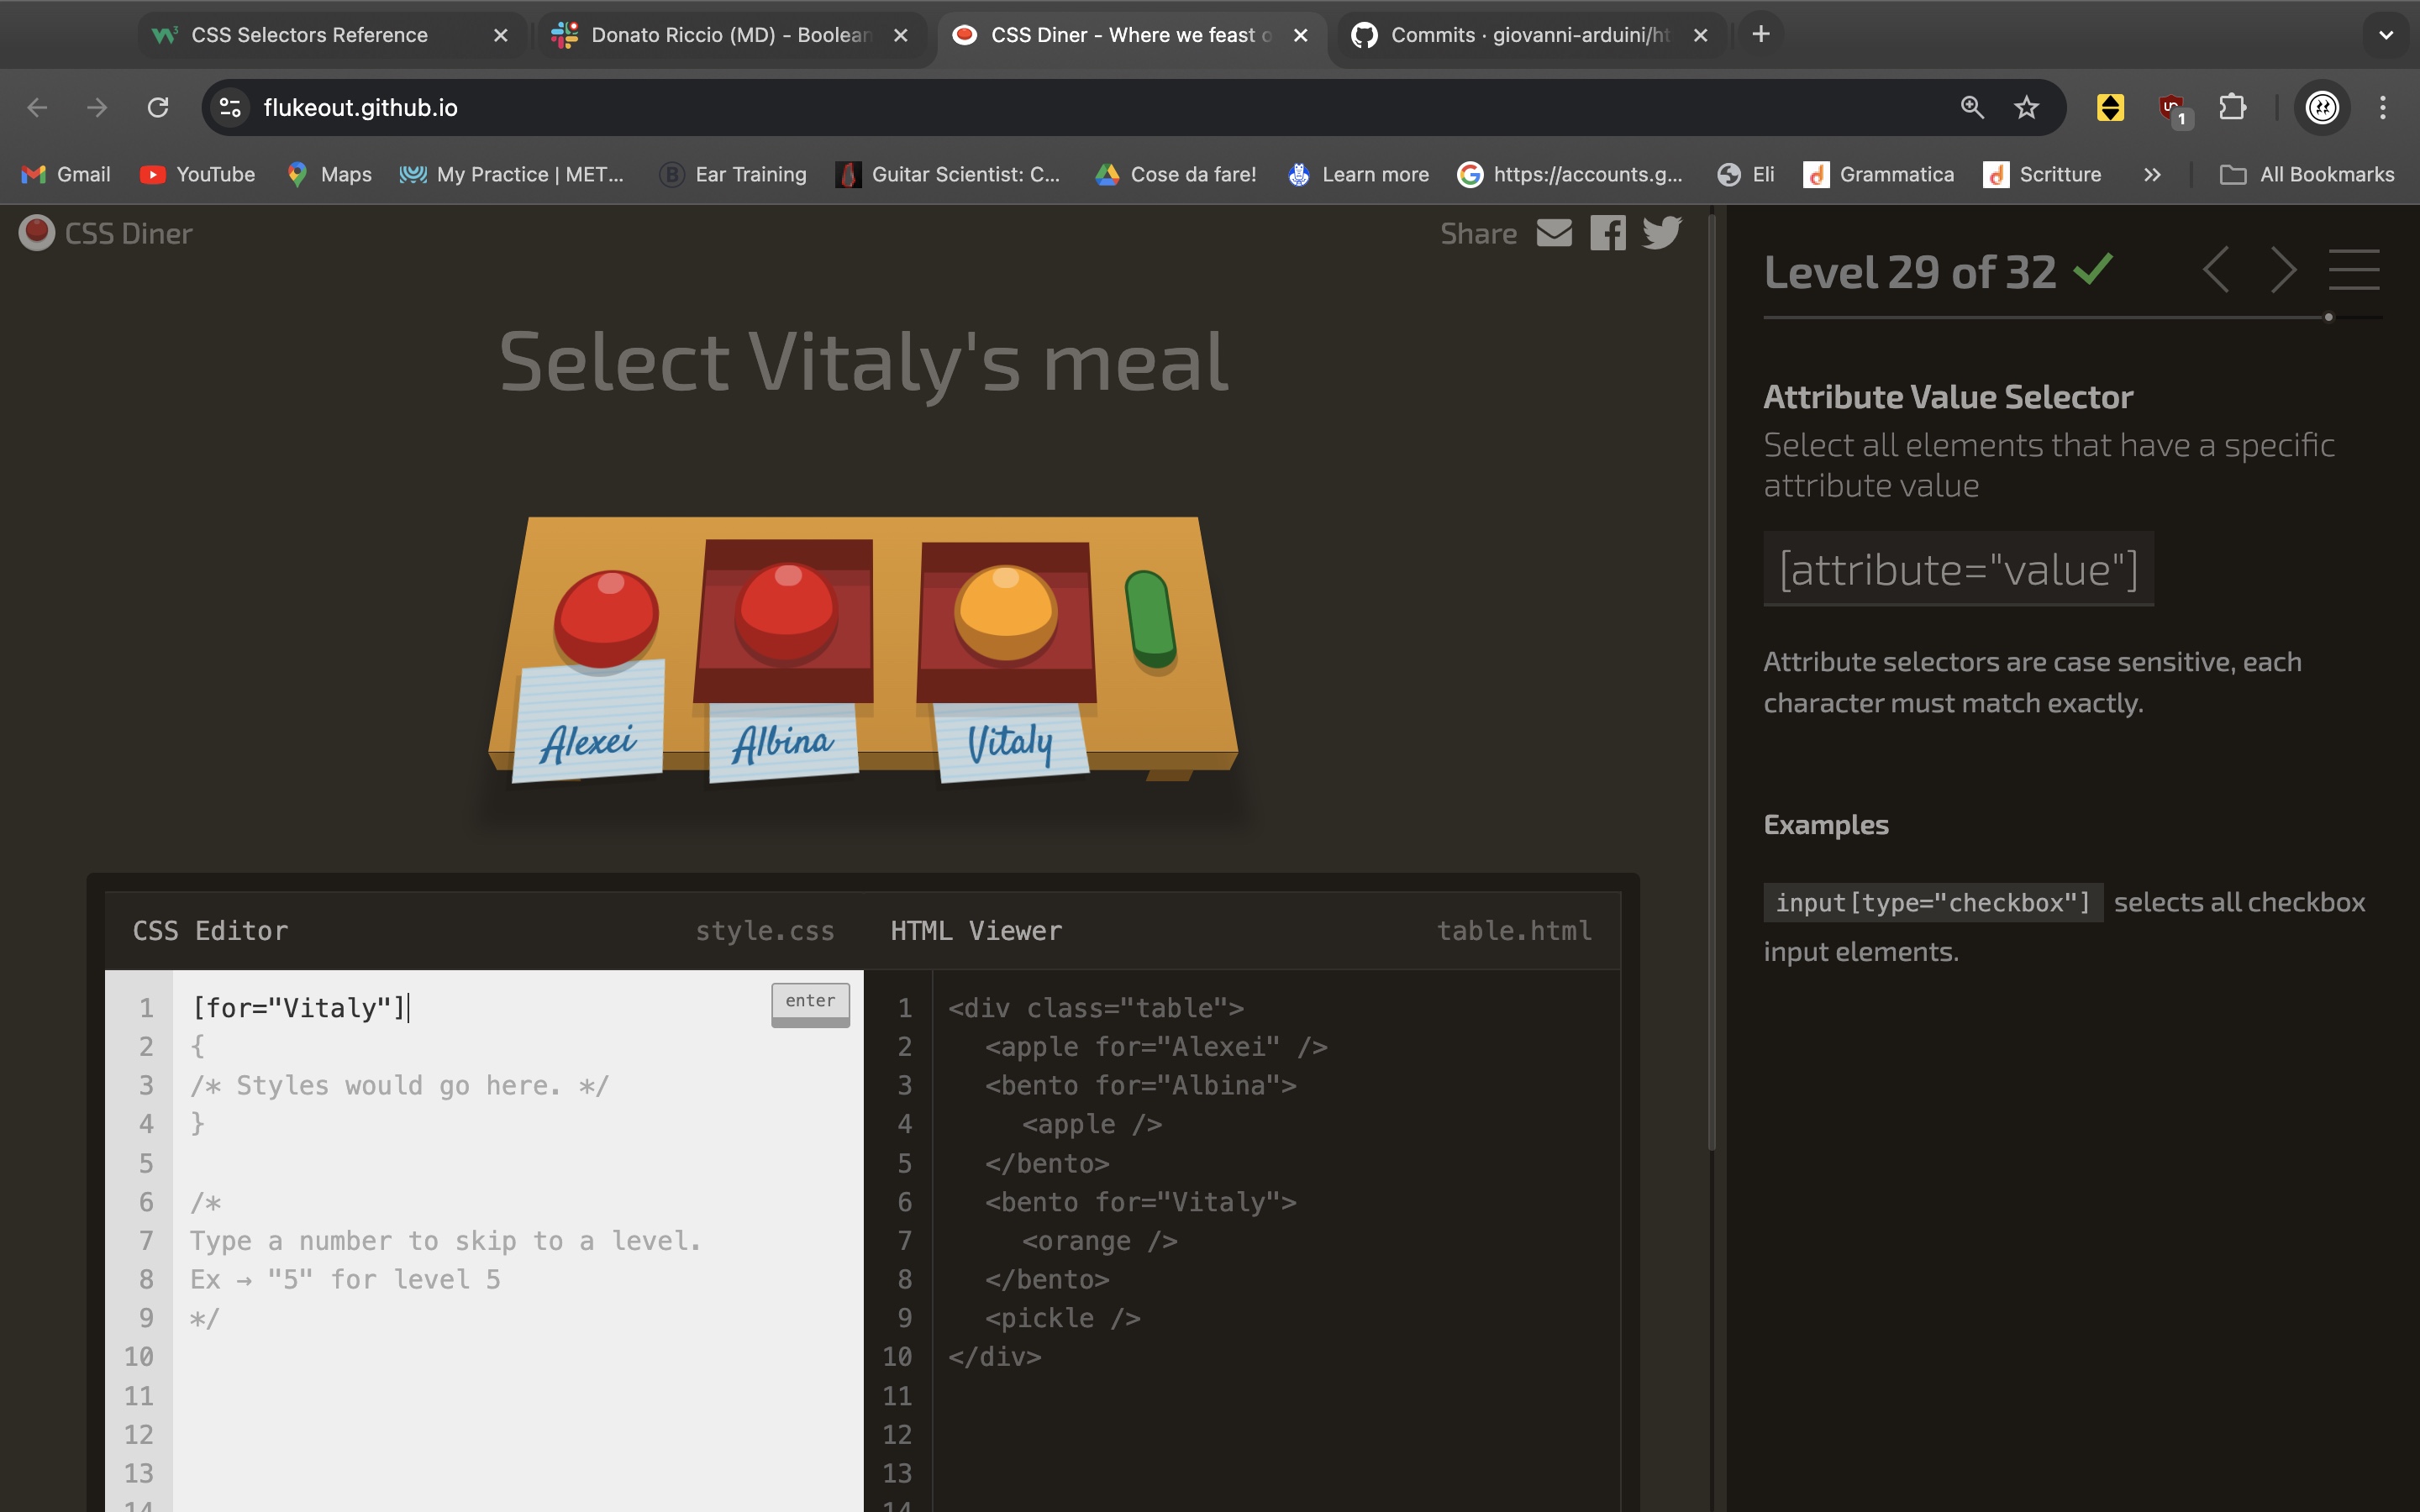 CSS Selectors Reference
Donato Riccio (MD) - Boolean
CSS Diner - Where we feast o
Commits · giovanni-arduini/ht
flukeout.github.io
1
Gmail
YouTube
Maps
My Practice | MET...
Ear Training
Guitar Scientist: C...
Cose da fare!
Learn more
https://accounts.g...
Eli
Grammatica
Scritture
All Bookmarks
CSS Diner
Share
Select Vitaly's meal
Alexei
Albina
Vitaly
CSS Editor
style.css
1 [for="Vitaly"]
enter
2 {
3 /* Styles would go here. */
4 }
5
6 /*
7 Type a number to skip to a level.
8 Ex → "5" for level 5
9 */
10
11
12
13
14
HTML Viewer
table.html
1 <div class="table">
2 <apple for="Alexei" />
3 <bento for="Albina">
4 <apple />
5 </bento>
6 <bento for="Vitaly">
7 <orange />
8 </bento>
9 <pickle />
10 </div>
11
12
13
14
Level 29 of 32
Attribute Value Selector
Select all elements that have a specific
attribute value
[attribute="value"]
Attribute selectors are case sensitive, each
character must match exactly.
Examples
input[type="checkbox"] selects all checkbox
input elements.